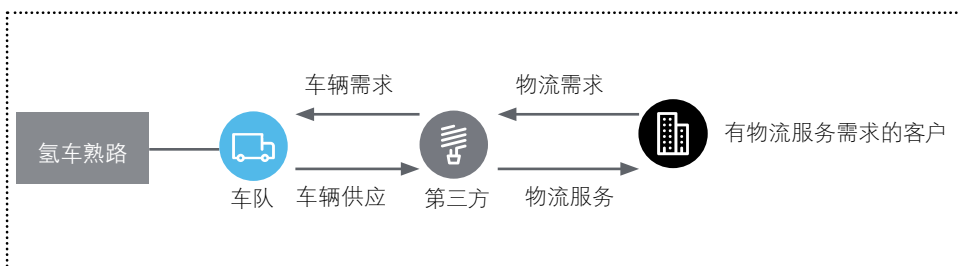 车辆需求
物流需求
氢车熟路
有物流服务需求的客户
车队
车辆供应
第三方
物流服务